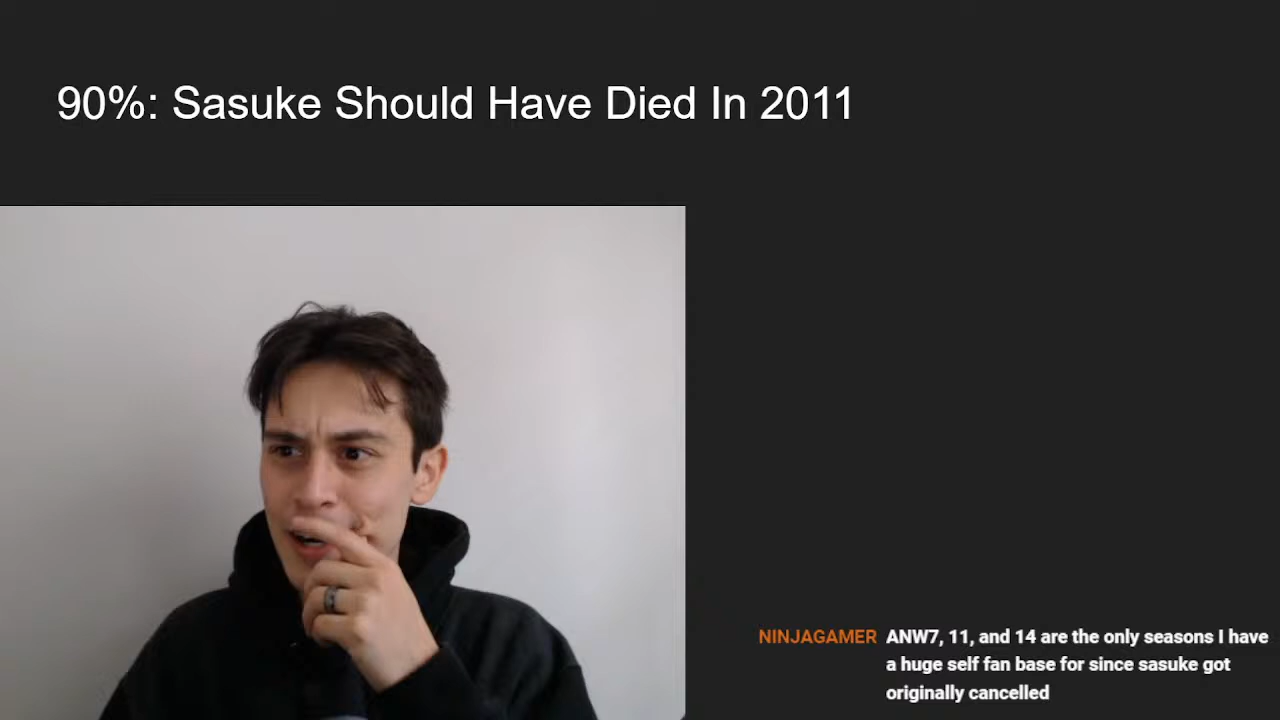 90%: Sasuke Should Have Died In 2011
NINJAGAMER ANW7, 11, and 14 are the only seasons I have
a huge self fan base for since sasuke got
originally cancelled